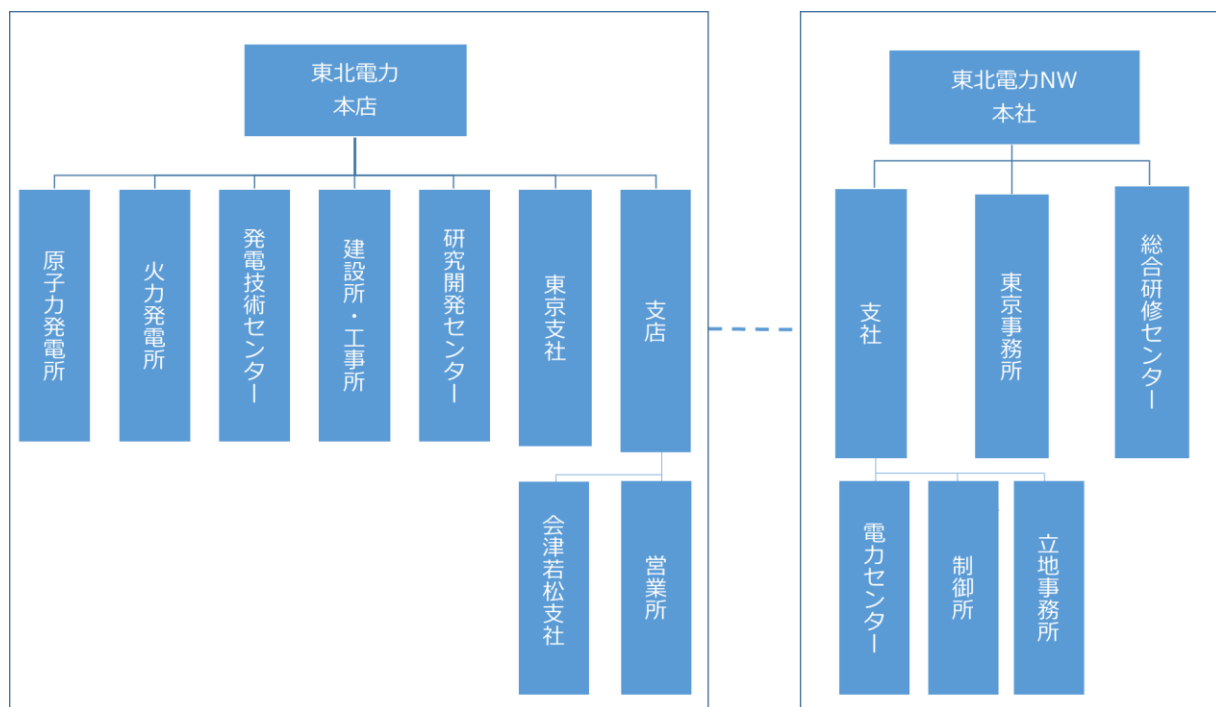 東北電力
本店
原子力発電所
火力発電所
発電技術センター
建設所・工事所
研究開発センター
東京支社
支店
会津若松支社
営業所
東北電力NW
本社
支社
東京事務所
総合研修センター
電力センター
制御所
立地事務所